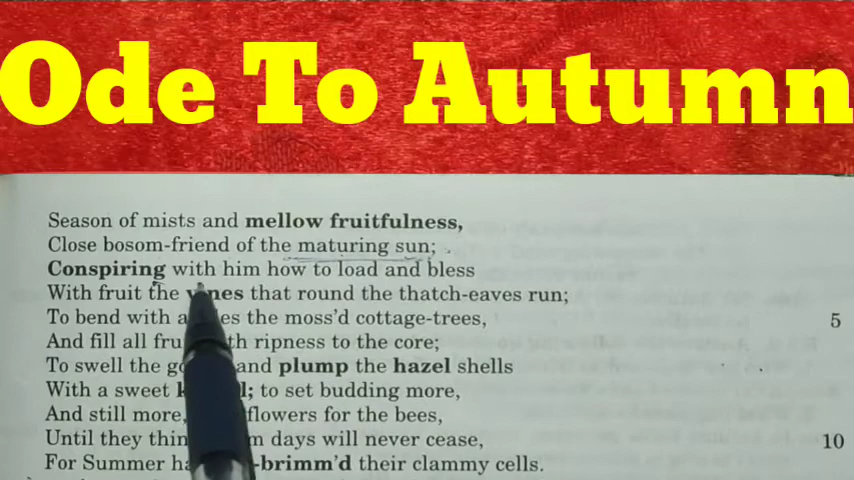 Ode To Autumn
Season of mists and mellow fruitfulness,
Close bosom-friend of the maturing sun;
Conspiring with him how to load and bless
With fruit the vines that round the thatch-eaves run;
To bend with the moss'd cottage-trees, 5
And fill all ripness to the core;
To swell the and plump the hazel shells
With a sweet to set budding more,
And still more, flowers for the bees,
Until they days will never cease, 10
For Summer -brimm'd their clammy cells.